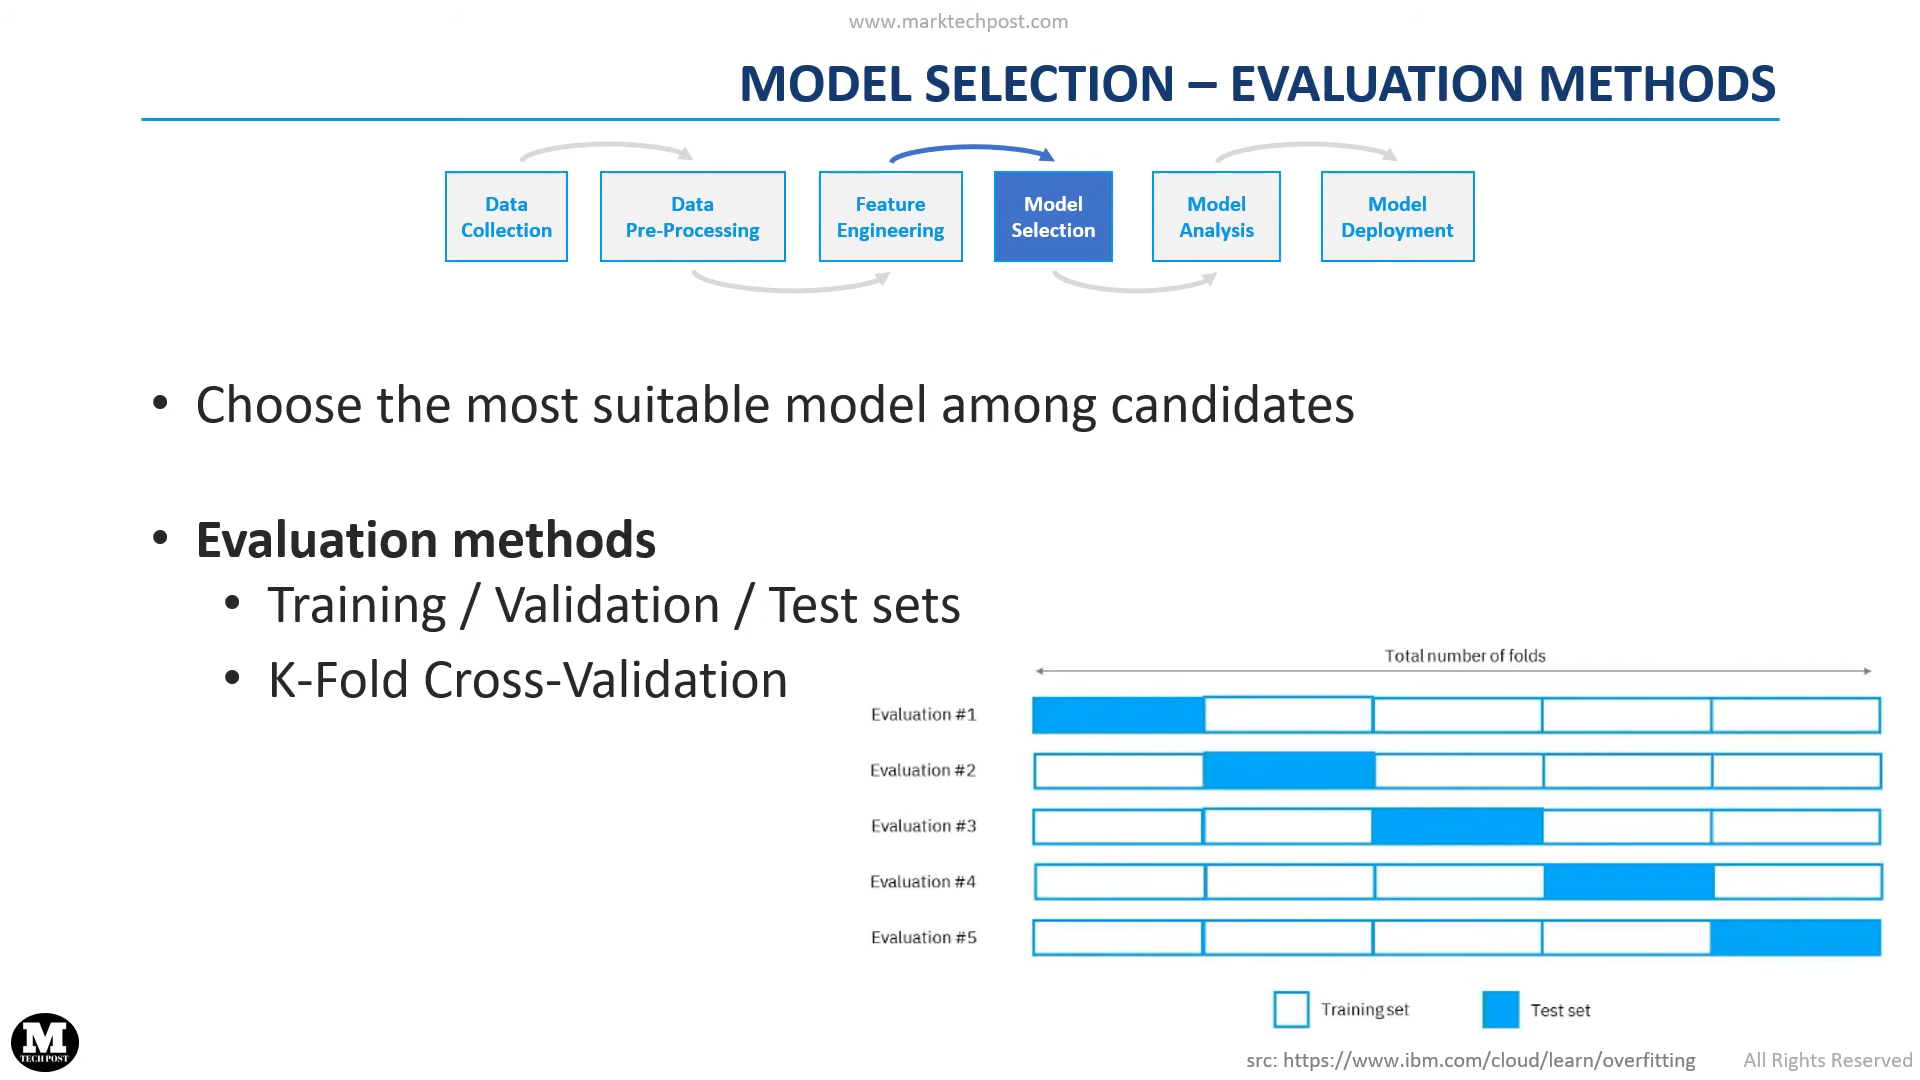 www.marktechpost.com
MODEL SELECTION – EVALUATION METHODS
Data
Collection
Data
Pre-Processing
Feature
Engineering
Model
Selection
Model
Analysis
Model
Deployment
• Choose the most suitable model among candidates
• Evaluation methods
• Training / Validation / Test sets
• K-Fold Cross-Validation
Total number of folds
Evaluation #1
Evaluation #2
Evaluation #3
Evaluation #4
Evaluation #5
Training set
Test set
M
TECH POST
src: https://www.ibm.com/cloud/learn/overfitting
All Rights Reserved